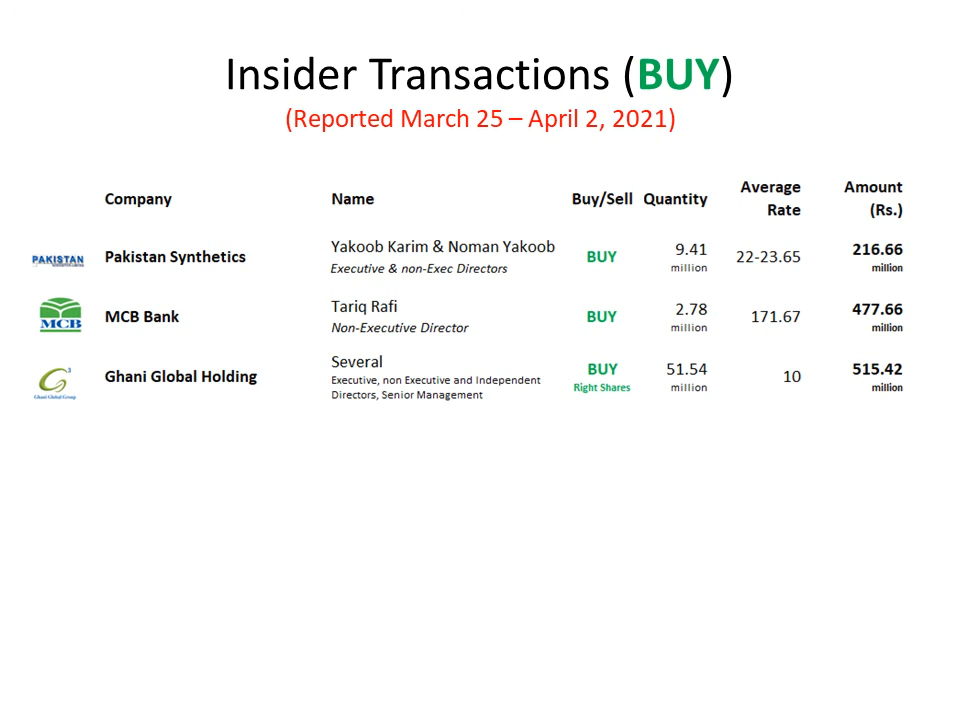 Insider Transactions (BUY)
(Reported March 25 – April 2, 2021)
Company Name Buy/Sell Quantity Average Rate Amount (Rs.)
PAKISTAN
Pakistan Synthetics Yakoob Karim & Noman Yakoob BUY 9.41 22-23.65 216.66
Executive & non-Exec Directors million million
MCB
MCB Bank Tariq Rafi BUY 2.78 171.67 477.66
Non-Executive Director million million
Ghani Global Group
Ghani Global Holding Several BUY 51.54 10 515.42
Executive, non Executive and Independent Right Shares million million
Directors, Senior Management